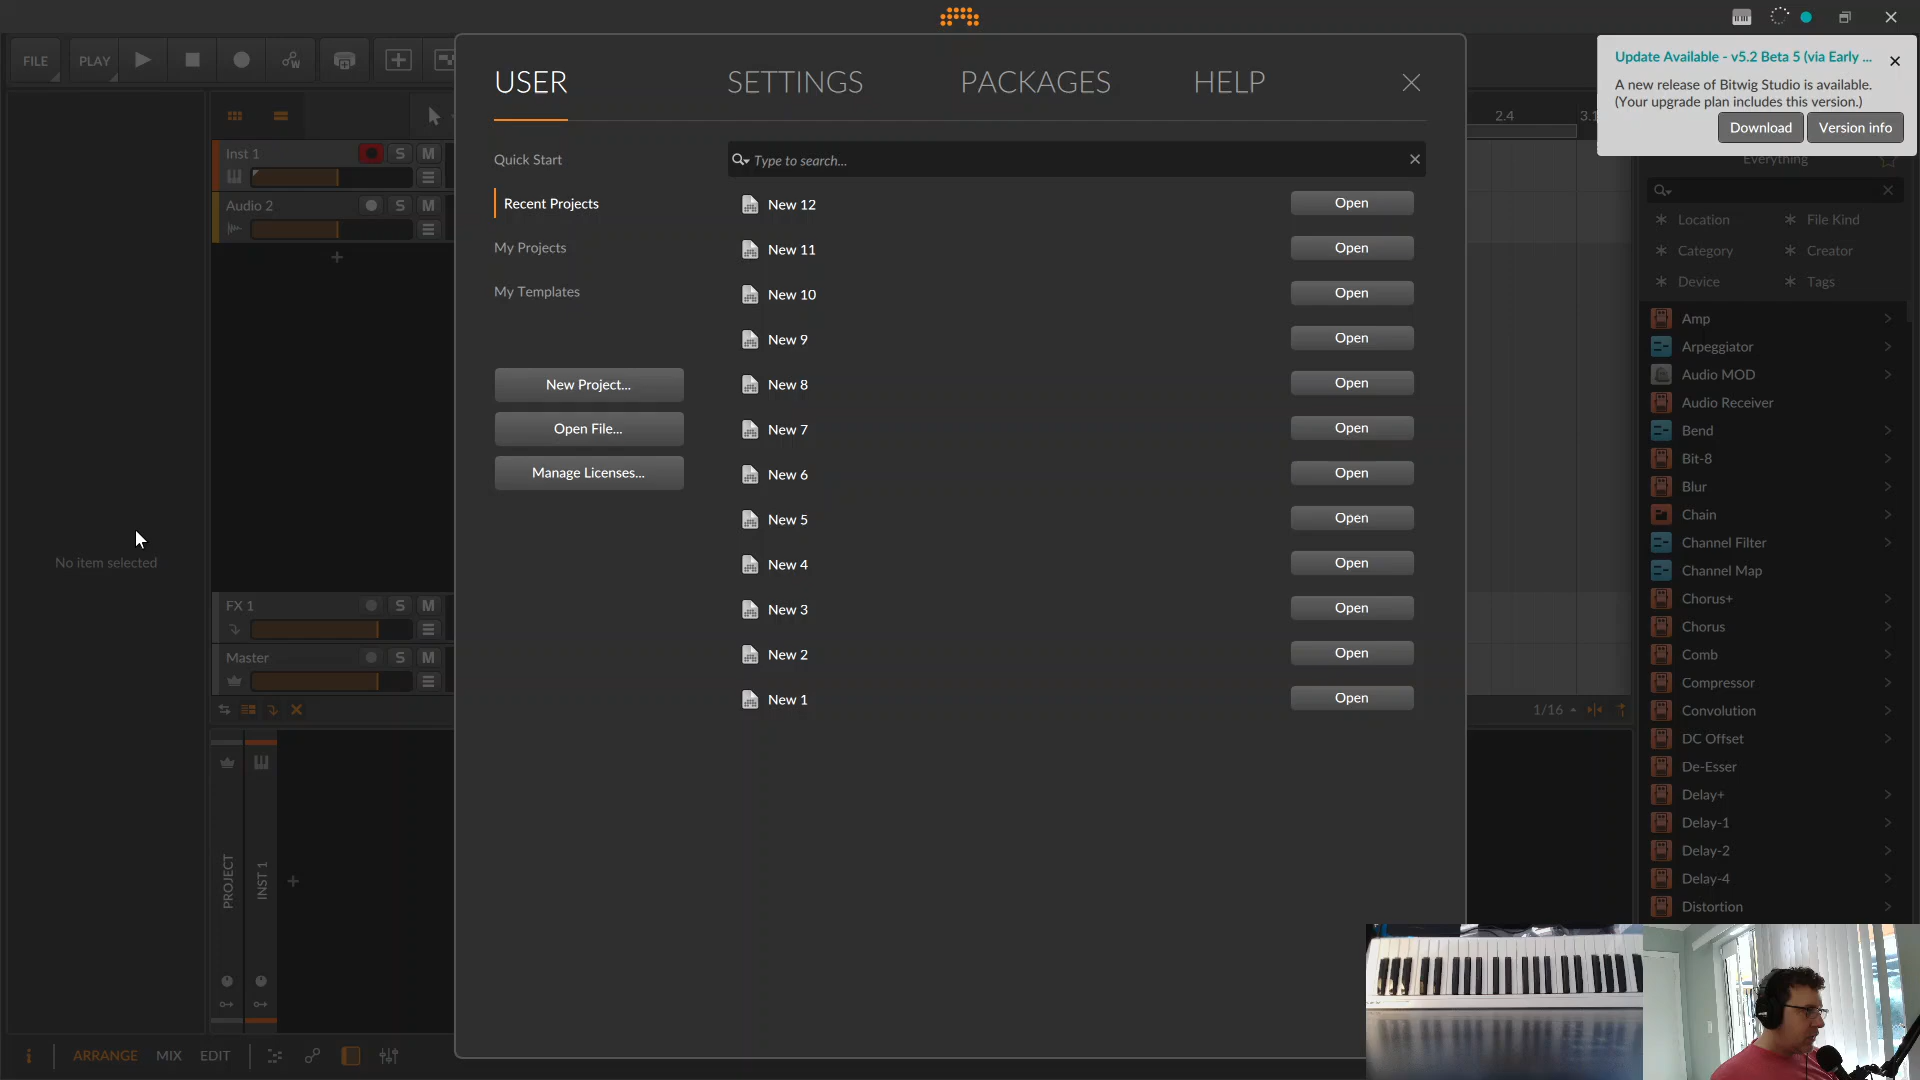 FILE
PLAY
USER
SETTINGS
PACKAGES
HELP
Update Available - v5.2 Beta 5 (via Early ...
A new release of Bitwig Studio is available.
(Your upgrade plan includes this version.)
Download
Version info
2.4
3.1
Inst 1
S
M
Audio 2
S
M
No item selected
FX 1
S
M
Master
S
M
PROJECT
INST 1
Quick Start
Recent Projects
My Projects
My Templates
New Project...
Open File...
Manage Licenses...
Type to search...
New 12
Open
New 11
Open
New 10
Open
New 9
Open
New 8
Open
New 7
Open
New 6
Open
New 5
Open
New 4
Open
New 3
Open
New 2
Open
New 1
Open
1/16
Everything
Location
File Kind
Category
Creator
Device
Tags
Amp
Arpeggiator
Audio MOD
Audio Receiver
Bend
Bit-8
Blur
Chain
Channel Filter
Channel Map
Chorus+
Chorus
Comb
Compressor
Convolution
DC Offset
De-Esser
Delay+
Delay-1
Delay-2
Delay-4
Distortion
i
ARRANGE
MIX
EDIT